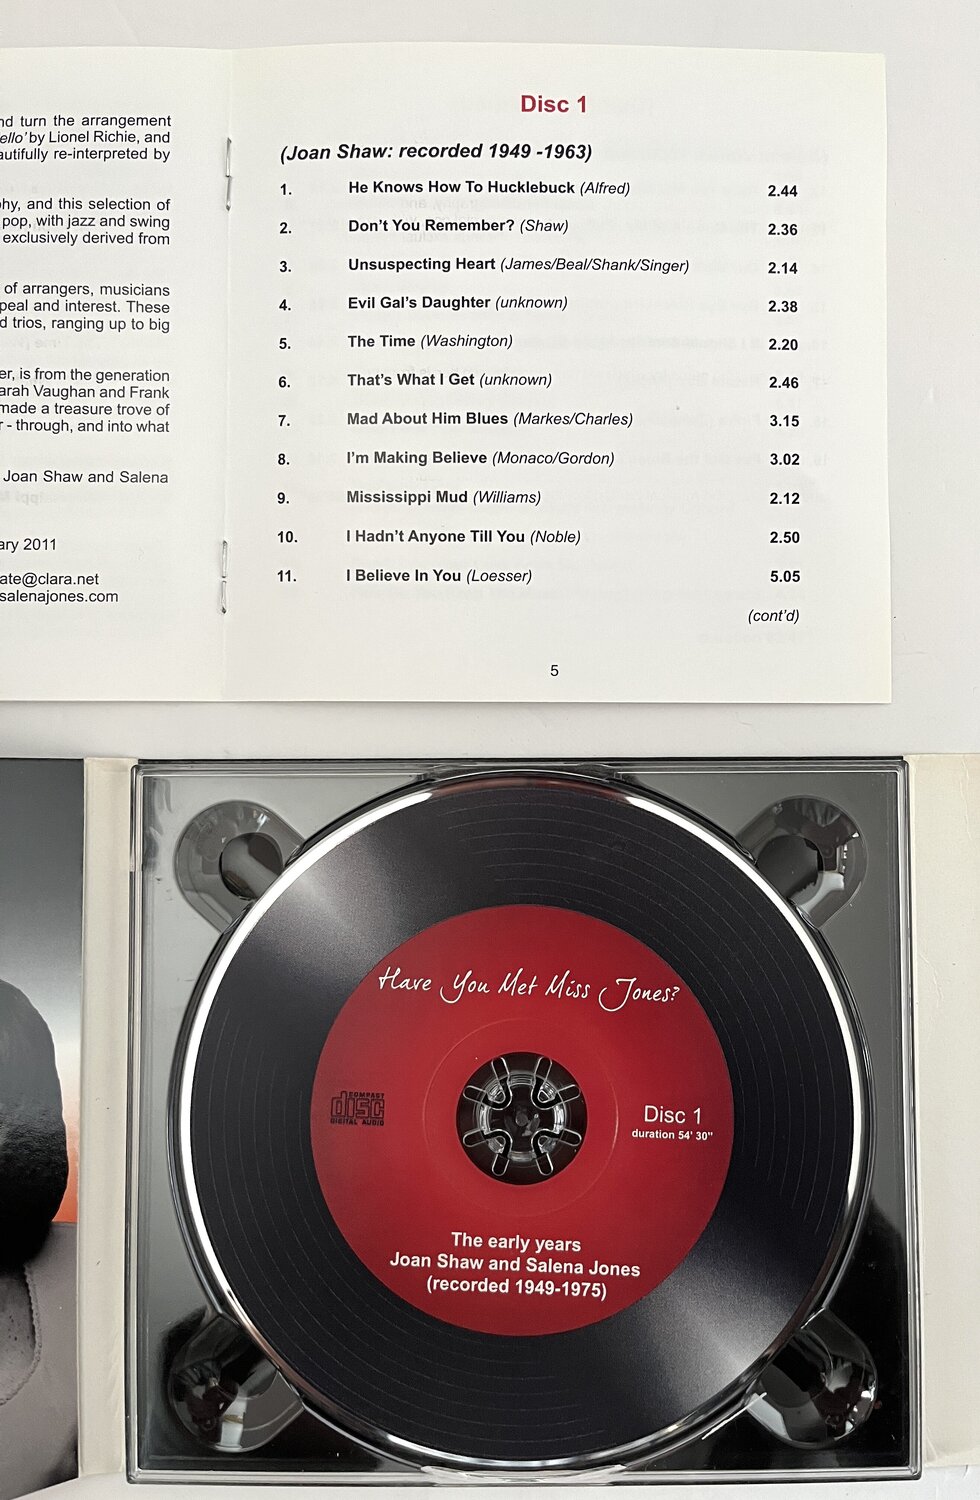 nd turn the arrangement
ello' by Lionel Richie, and
autifully re-interpreted by
hy, and this selection of
pop, with jazz and swing
exclusively derived from
of arrangers, musicians
peal and interest. These
d trios, ranging up to big
er, is from the generation
arah Vaughan and Frank
made a treasure trove of
r - through, and into what
Joan Shaw and Salena
ary 2011
ate@clara.net
salenajones.com
Disc 1
(Joan Shaw: recorded 1949 -1963)
1. He Knows How To Hucklebuck (Alfred) 2.44
2. Don't You Remember? (Shaw) 2.36
3. Unsuspecting Heart (James/Beal/Shank/Singer) 2.14
4. Evil Gal's Daughter (unknown) 2.38
5. The Time (Washington) 2.20
6. That's What I Get (unknown) 2.46
7. Mad About Him Blues (Markes/Charles) 3.15
8. I'm Making Believe (Monaco/Gordon) 3.02
9. Mississippi Mud (Williams) 2.12
10. I Hadn't Anyone Till You (Noble) 2.50
11. I Believe In You (Loesser) 5.05
(cont'd)
5
Have You Met Miss Jones?
COMPACT
disc
DIGITAL AUDIO
Disc 1
duration 54' 30"
The early years
Joan Shaw and Salena Jones
(recorded 1949-1975)